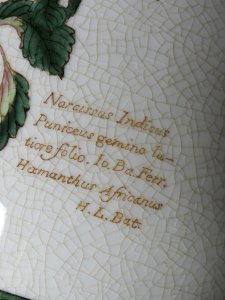 Narcissus Indicus
Puniceus gemino la-
tiore folio. Io. Ba. Ferr.
Hæmanthus Africanus
H. L. Bat.